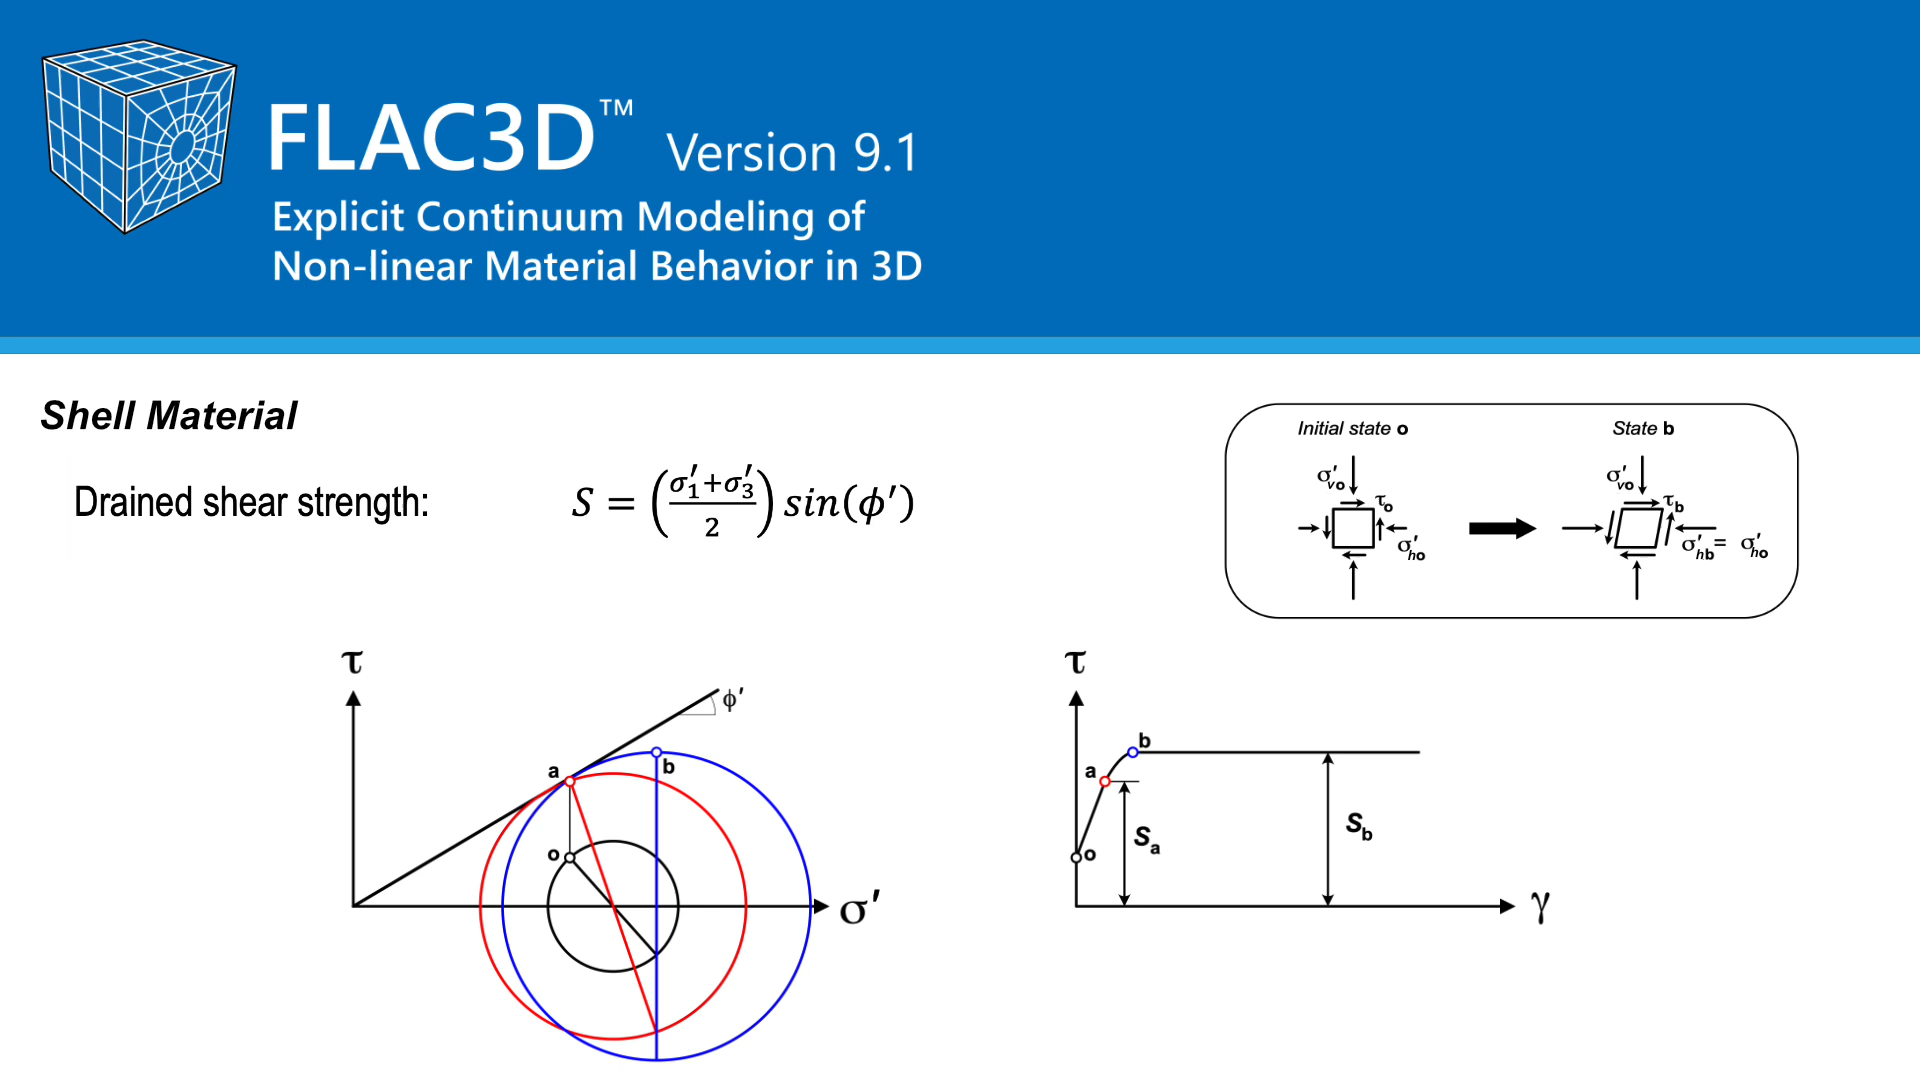 FLAC3D™ Version 9.1
Explicit Continuum Modeling of
Non-linear Material Behavior in 3D
Shell Material
Drained shear strength: S = ((σ′1+σ′3)/2) sin(ϕ′)
Initial state o
State b
σ′vo
τo
σ′ho
σ′vo
τb
σ′hb = σ′ho
τ
ϕ′
a
b
o
σ′
τ
b
a
o
Sa
Sb
γ